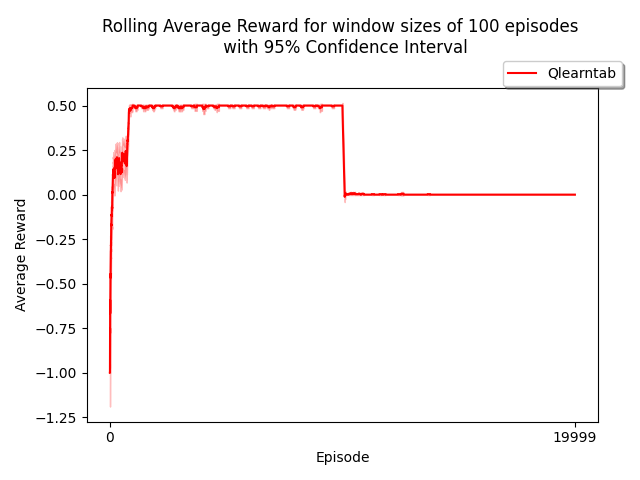 Rolling Average Reward for window sizes of 100 episodes
with 95% Confidence Interval
Qlearntab
0.50
0.25
0.00
−0.25
−0.50
−0.75
−1.00
−1.25
Average Reward
0 19999
Episode